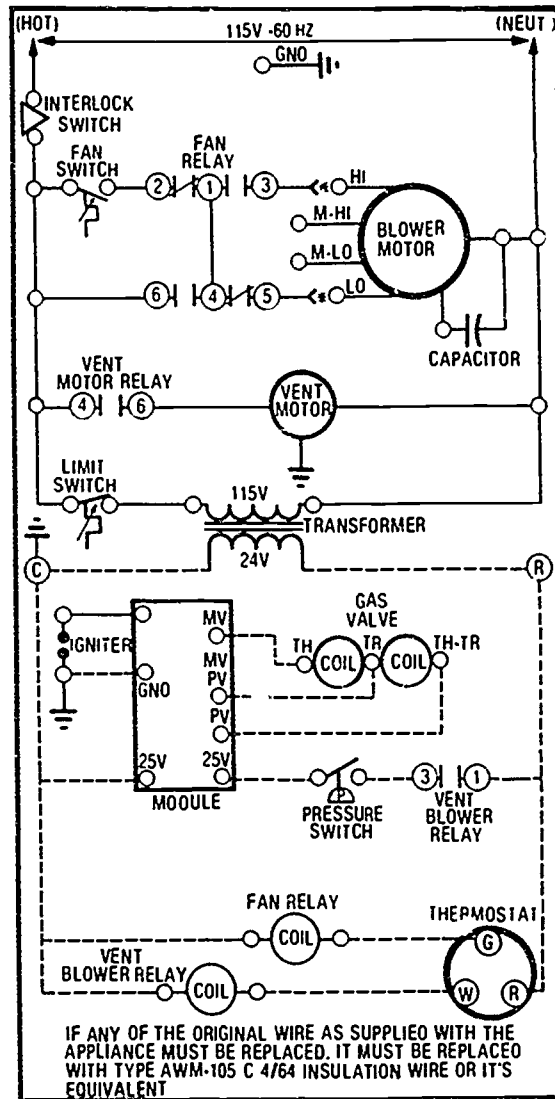 (HOT)
115V -60 HZ
(NEUT )
GNO
INTERLOCK
SWITCH
FAN
SWITCH
FAN
RELAY
2
1
3
HI
M-HI
M-LO
BLOWER
MOTOR
6
4
5
LO
CAPACITOR
VENT
MOTOR RELAY
4
6
VENT
MOTOR
LIMIT
SWITCH
115V
TRANSFORMER
24V
C
R
GAS
VALVE
MV
TH
COIL
TR
COIL
TH-TR
IGNITER
MV
PV
GNO
PV
25V
25V
MOOULE
PRESSURE
SWITCH
P
3
1
VENT
BLOWER
RELAY
FAN RELAY
COIL
THERMOSTAT
G
VENT
BLOWER RELAY
COIL
W
R
IF ANY OF THE ORIGINAL WIRE AS SUPPLIED WITH THE
APPLIANCE MUST BE REPLACED. IT MUST BE REPLACED
WITH TYPE AWM-105 C 4/64 INSULATION WIRE OR IT'S
EQUIVALENT